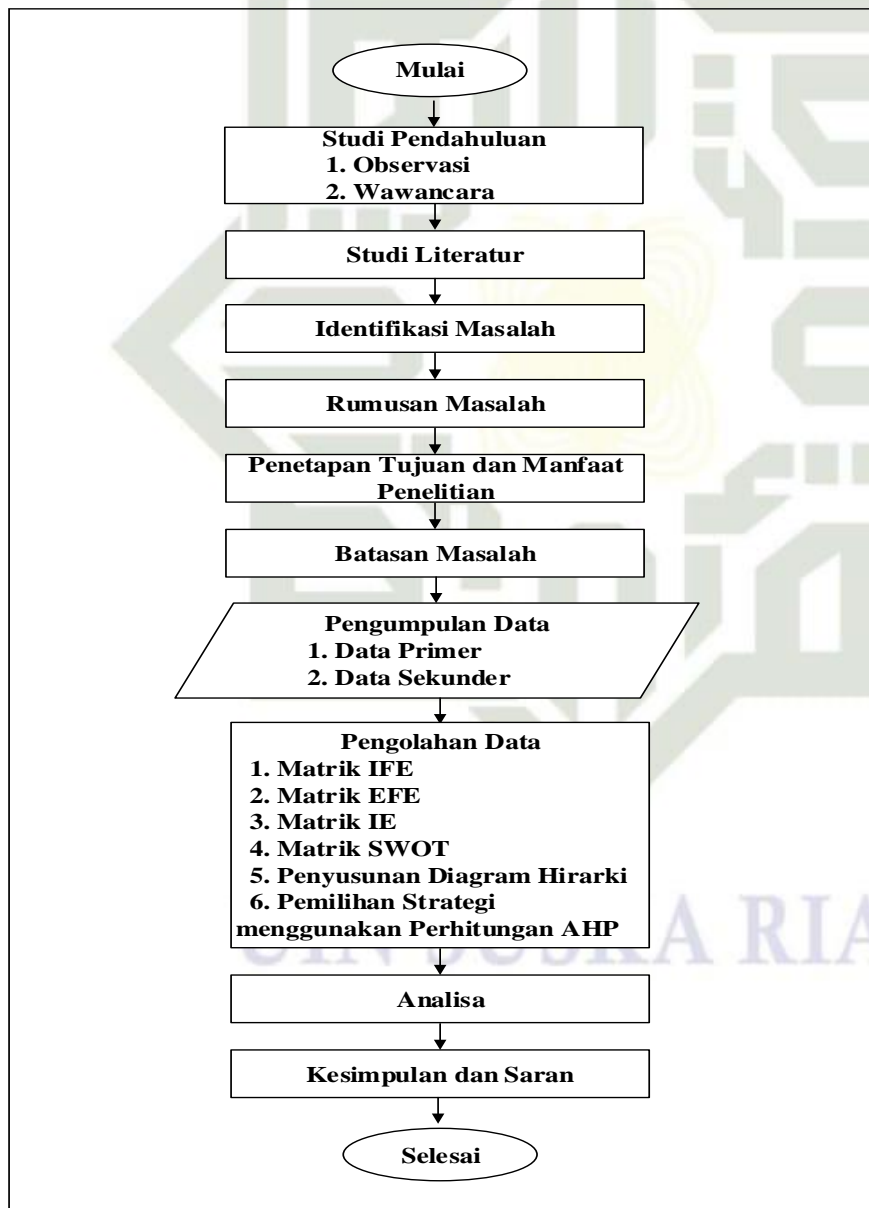 Mulai
Studi Pendahuluan
1. Observasi
2. Wawancara
Studi Literatur
Identifikasi Masalah
Rumusan Masalah
Penetapan Tujuan dan Manfaat
Penelitian
Batasan Masalah
Pengumpulan Data
1. Data Primer
2. Data Sekunder
Pengolahan Data
1. Matrik IFE
2. Matrik EFE
3. Matrik IE
4. Matrik SWOT
5. Penyusunan Diagram Hirarki
6. Pemilihan Strategi
menggunakan Perhitungan AHP
UIN SUSKA RIA
Analisa
Kesimpulan dan Saran
Selesai